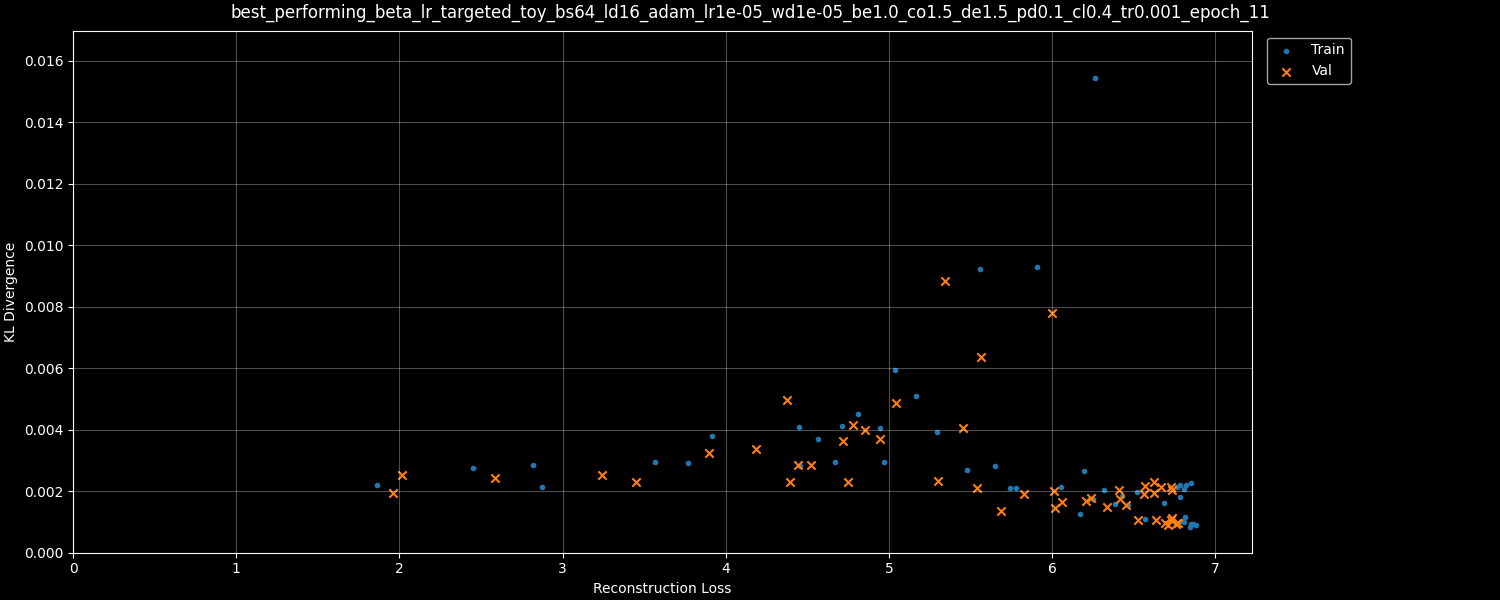 best_performing_beta_lr_targeted_toy_bs64_ld16_adam_lr1e-05_wd1e-05_be1.0_co1.5_de1.5_pd0.1_cl0.4_tr0.001_epoch_11
Train
Val
KL Divergence
0.016
0.014
0.012
0.010
0.008
0.006
0.004
0.002
0.000
0 1 2 3 4 5 6 7
Reconstruction Loss